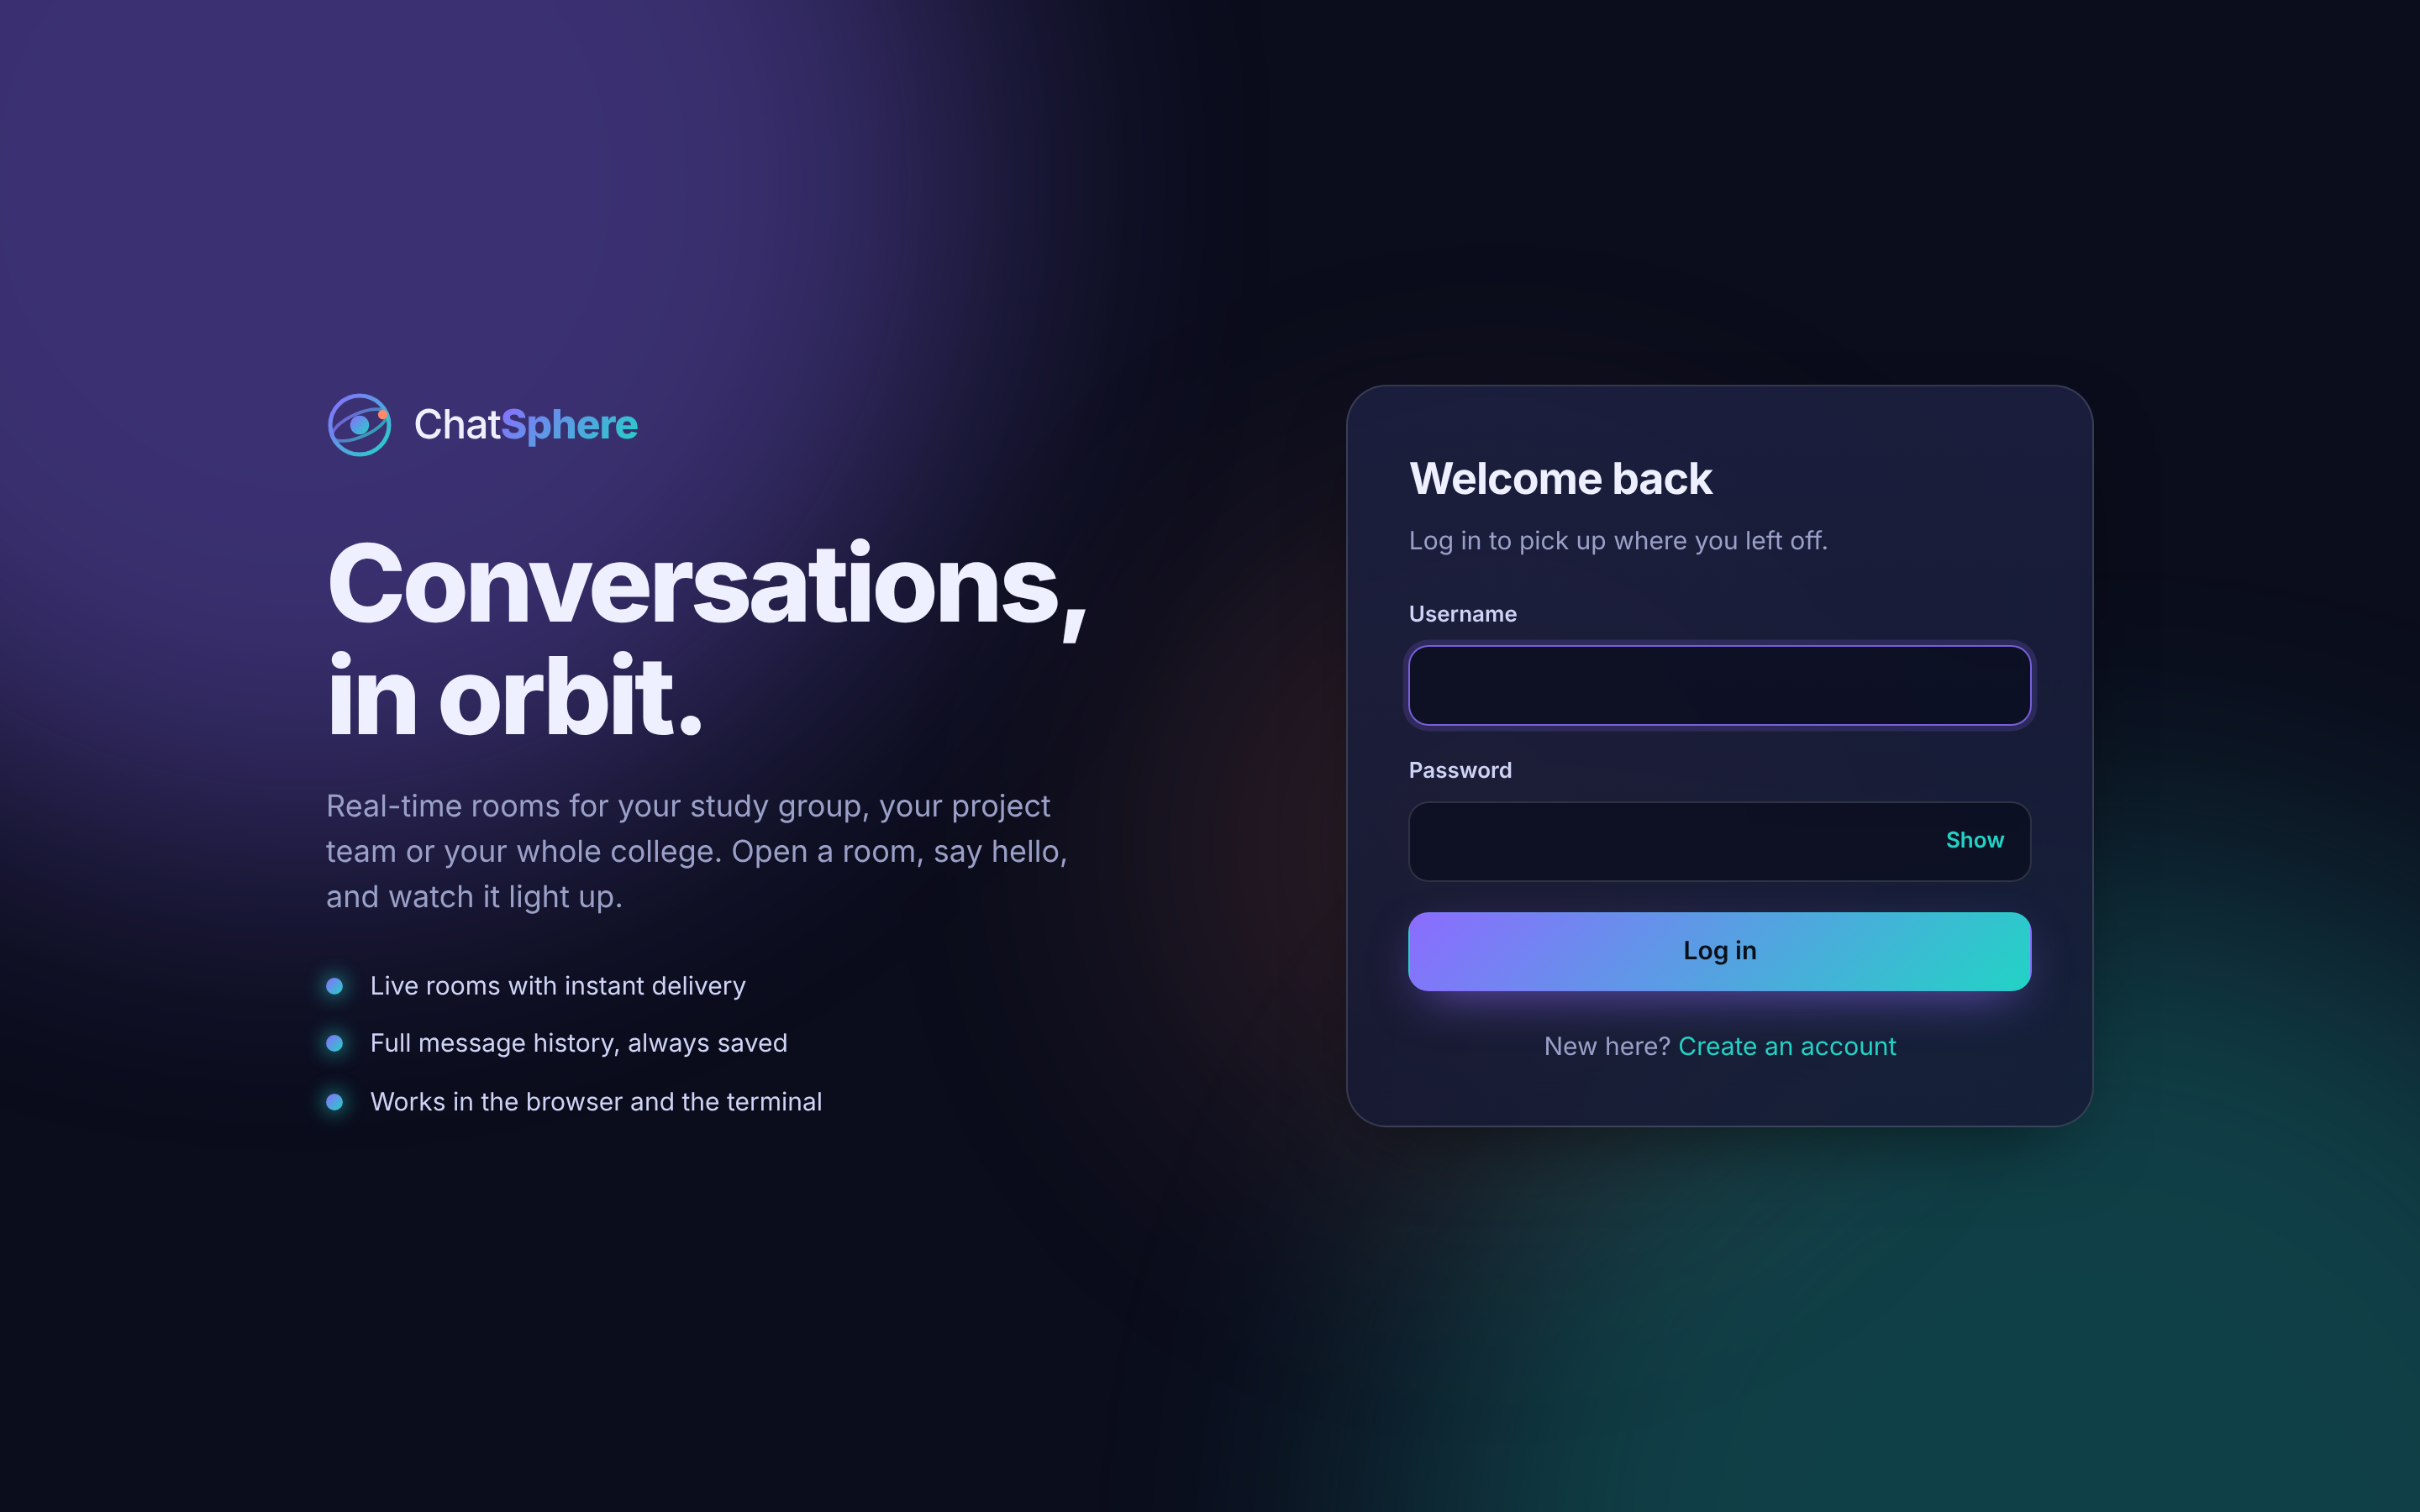 ChatSphere
Conversations,
in orbit.
Real-time rooms for your study group, your project
team or your whole college. Open a room, say hello,
and watch it light up.
Live rooms with instant delivery
Full message history, always saved
Works in the browser and the terminal
Welcome back
Log in to pick up where you left off.
Username
Password
Show
Log in
New here? Create an account